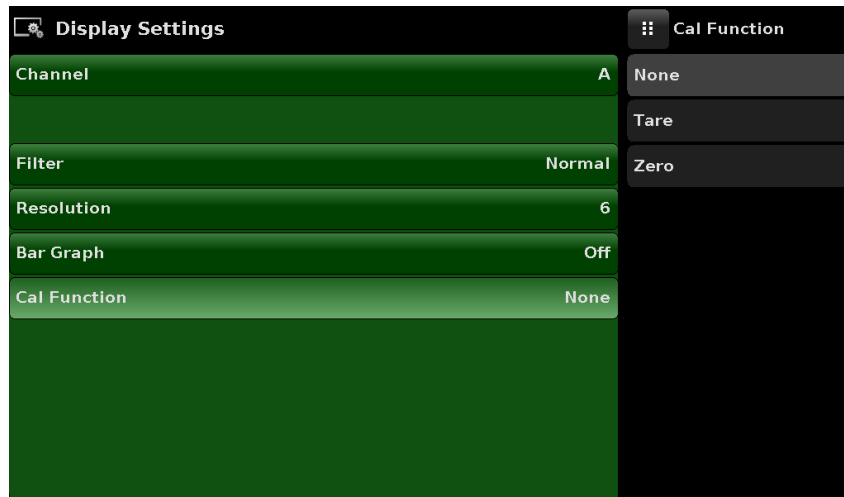 Display Settings
Channel A
Filter Normal
Resolution 6
Bar Graph Off
Cal Function None
Cal Function
None
Tare
Zero